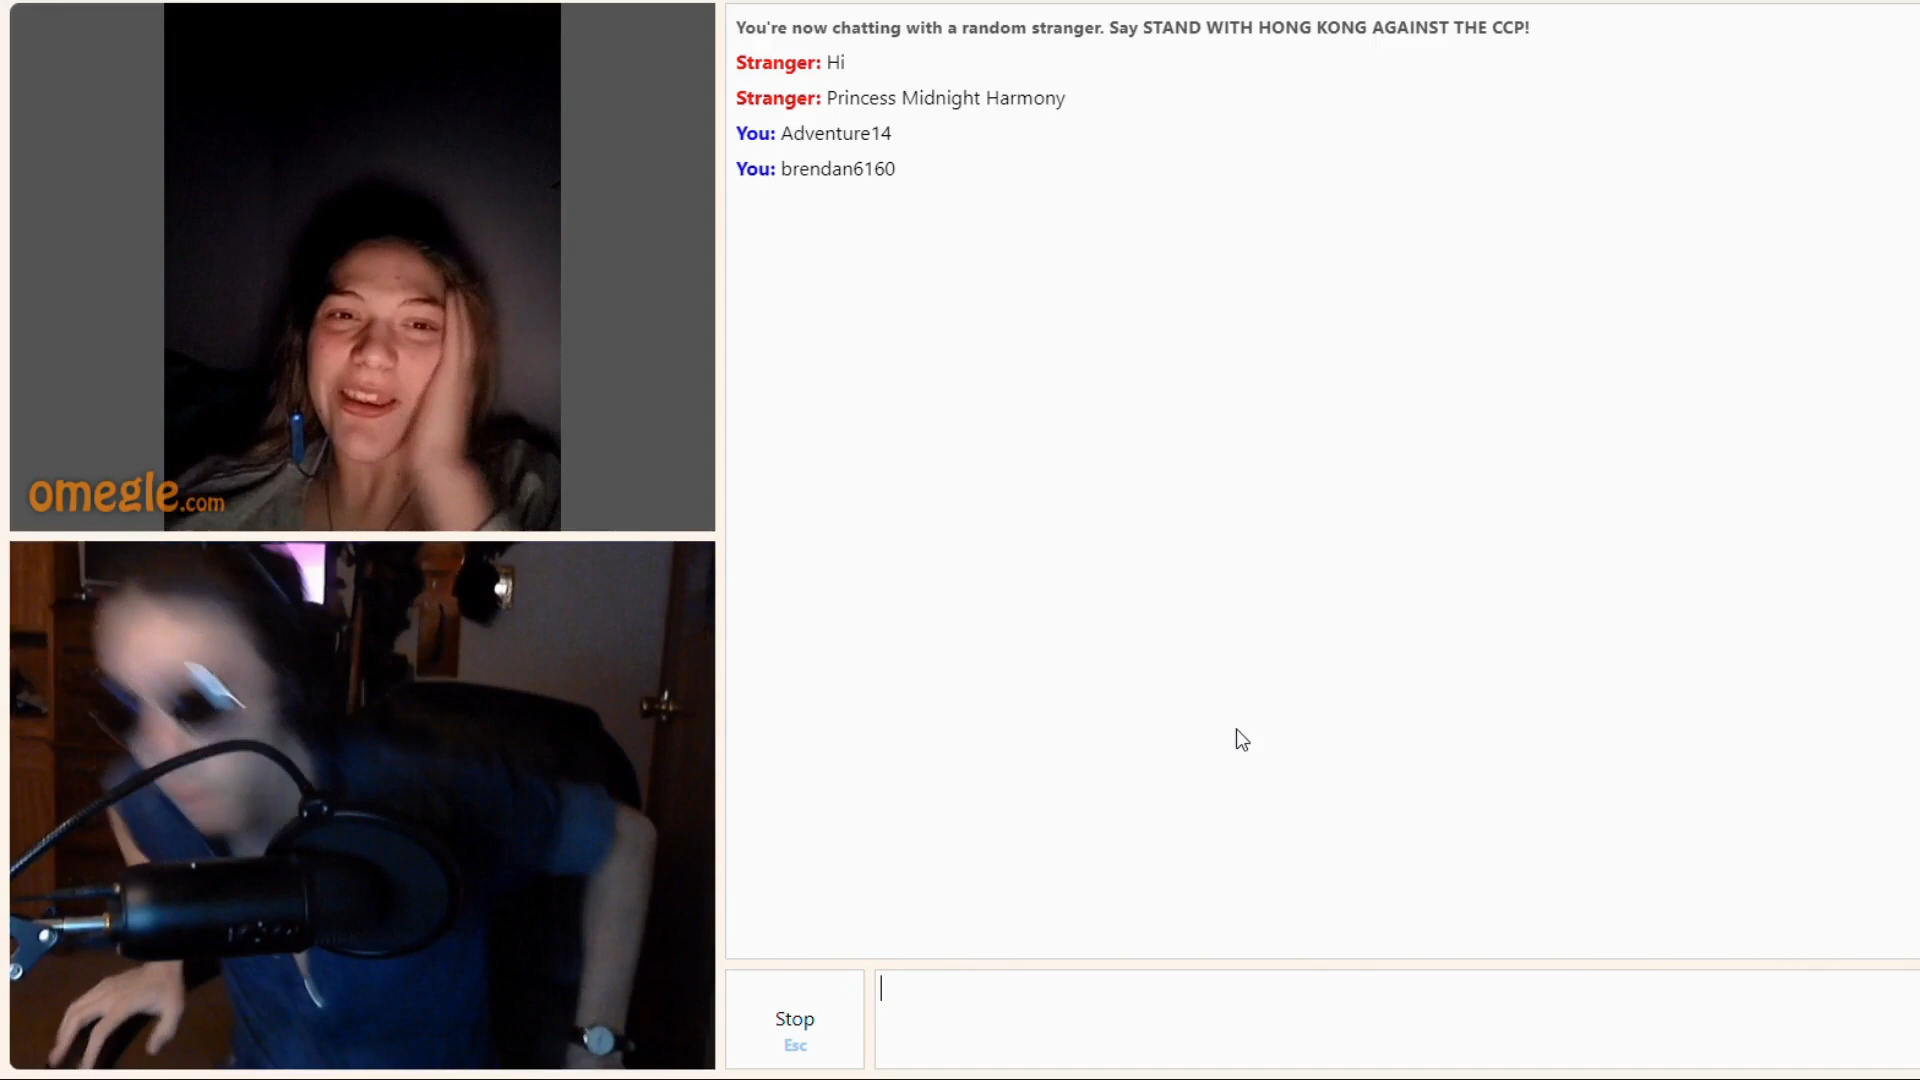 You're now chatting with a random stranger. Say STAND WITH HONG KONG AGAINST THE CCP!
Stranger: Hi
Stranger: Princess Midnight Harmony
You: Adventure14
You: brendan6160
omegle.com
Stop
Esc